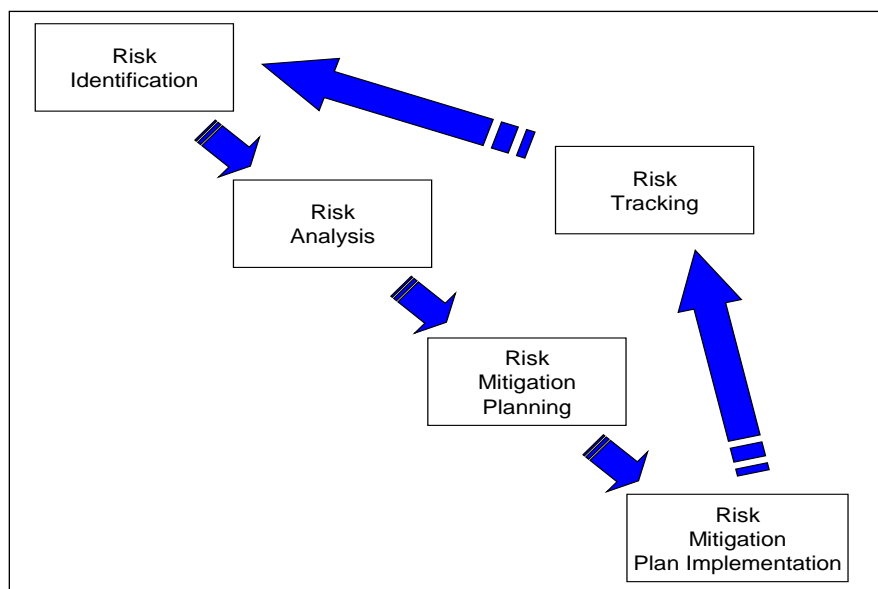 Risk
Identification
Risk
Analysis
Risk
Mitigation
Planning
Risk
Mitigation
Plan Implementation
Risk
Tracking